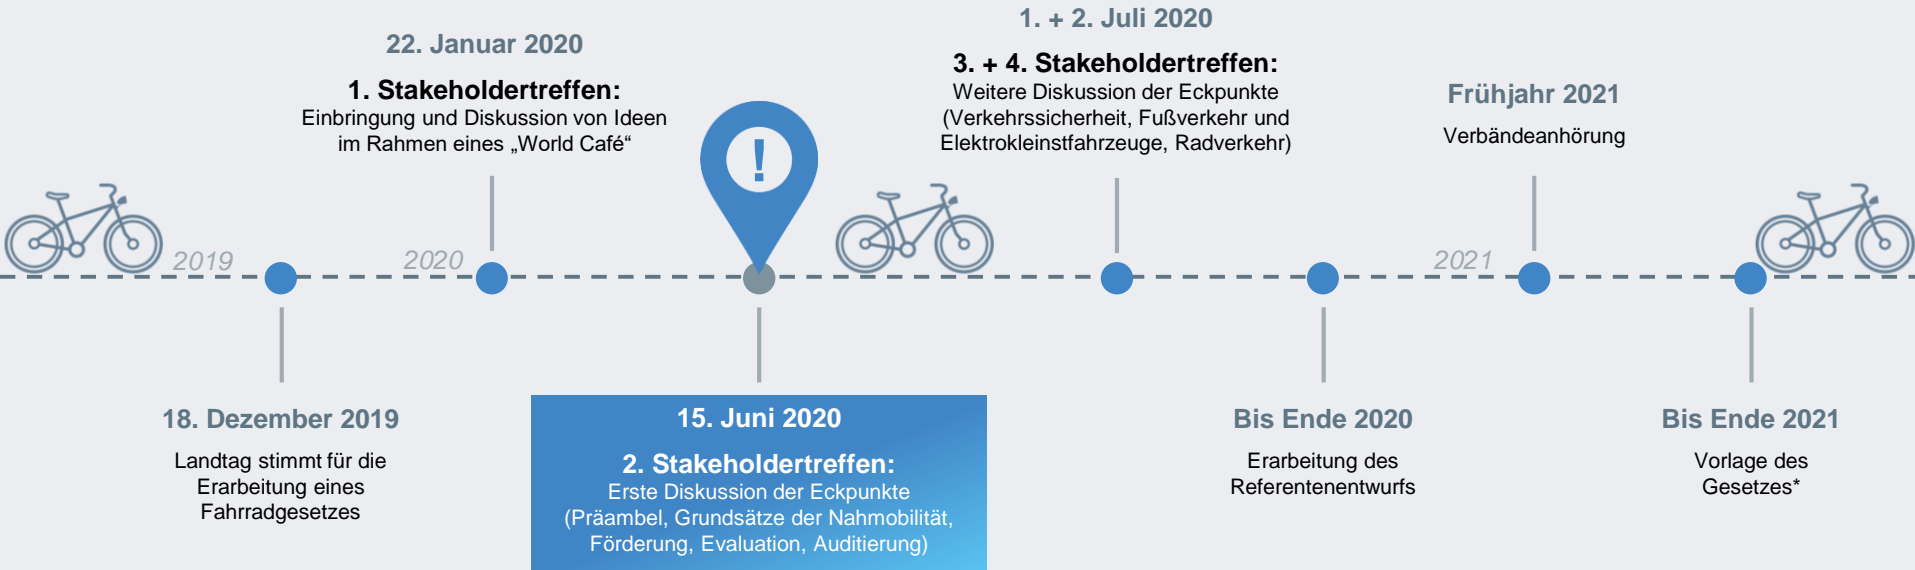 22. Januar 2020
1. Stakeholdertreffen:
Einbringung und Diskussion von Ideen
im Rahmen eines „World Café“
1. + 2. Juli 2020
3. + 4. Stakeholdertreffen:
Weitere Diskussion der Eckpunkte
(Verkehrssicherheit, Fußverkehr und
Elektrokleinstfahrzeuge, Radverkehr)
Frühjahr 2021
Verbändeanhörung
!
2019
2020
2021
18. Dezember 2019
Landtag stimmt für die
Erarbeitung eines
Fahrradgesetzes
15. Juni 2020
2. Stakeholdertreffen:
Erste Diskussion der Eckpunkte
(Präambel, Grundsätze der Nahmobilität,
Förderung, Evaluation, Auditierung)
Bis Ende 2020
Erarbeitung des
Referentenentwurfs
Bis Ende 2021
Vorlage des
Gesetzes*